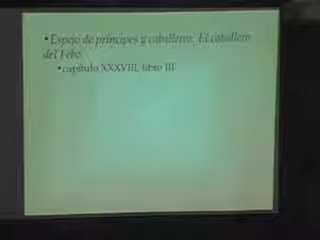 •Espejo de príncipes y caballeros. El caballero
del Febo
•capítulo XXXVIII, libro III